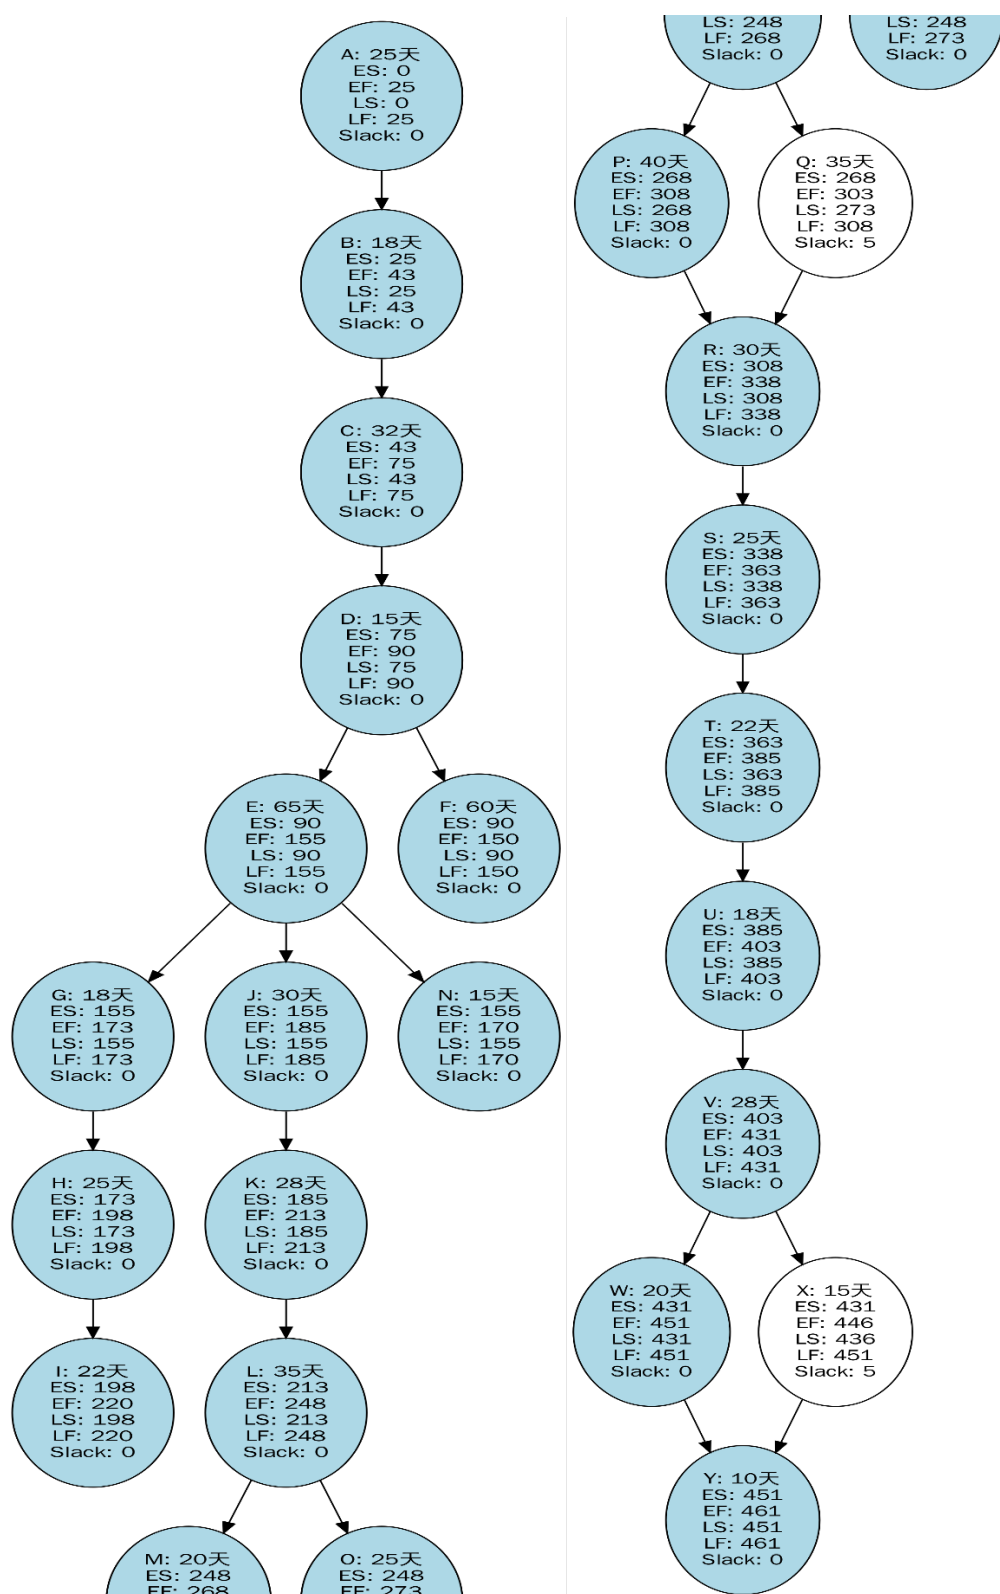 A: 25天
ES: 0
EF: 25
LS: 0
LF: 25
Slack: 0
B: 18天
ES: 25
EF: 43
LS: 25
LF: 43
Slack: 0
C: 32天
ES: 43
EF: 75
LS: 43
LF: 75
Slack: 0
D: 15天
ES: 75
EF: 90
LS: 75
LF: 90
Slack: 0
E: 65天
ES: 90
EF: 155
LS: 90
LF: 155
Slack: 0
F: 60天
ES: 90
EF: 150
LS: 90
LF: 150
Slack: 0
G: 18天
ES: 155
EF: 173
LS: 155
LF: 173
Slack: 0
J: 30天
ES: 155
EF: 185
LS: 155
LF: 185
Slack: 0
N: 15天
ES: 155
EF: 170
LS: 155
LF: 170
Slack: 0
H: 25天
ES: 173
EF: 198
LS: 173
LF: 198
Slack: 0
K: 28天
ES: 185
EF: 213
LS: 185
LF: 213
Slack: 0
I: 22天
ES: 198
EF: 220
LS: 198
LF: 220
Slack: 0
L: 35天
ES: 213
EF: 248
LS: 213
LF: 248
Slack: 0
M: 20天
ES: 248
EF: 268
O: 25天
ES: 248
EF: 273
LS: 248
LF: 268
Slack: 0
LS: 248
LF: 273
Slack: 0
P: 40天
ES: 268
EF: 308
LS: 268
LF: 308
Slack: 0
Q: 35天
ES: 268
EF: 303
LS: 273
LF: 308
Slack: 5
R: 30天
ES: 308
EF: 338
LS: 308
LF: 338
Slack: 0
S: 25天
ES: 338
EF: 363
LS: 338
LF: 363
Slack: 0
T: 22天
ES: 363
EF: 385
LS: 363
LF: 385
Slack: 0
U: 18天
ES: 385
EF: 403
LS: 385
LF: 403
Slack: 0
V: 28天
ES: 403
EF: 431
LS: 403
LF: 431
Slack: 0
W: 20天
ES: 431
EF: 451
LS: 431
LF: 451
Slack: 0
X: 15天
ES: 431
EF: 446
LS: 436
LF: 451
Slack: 5
Y: 10天
ES: 451
EF: 461
LS: 451
LF: 461
Slack: 0